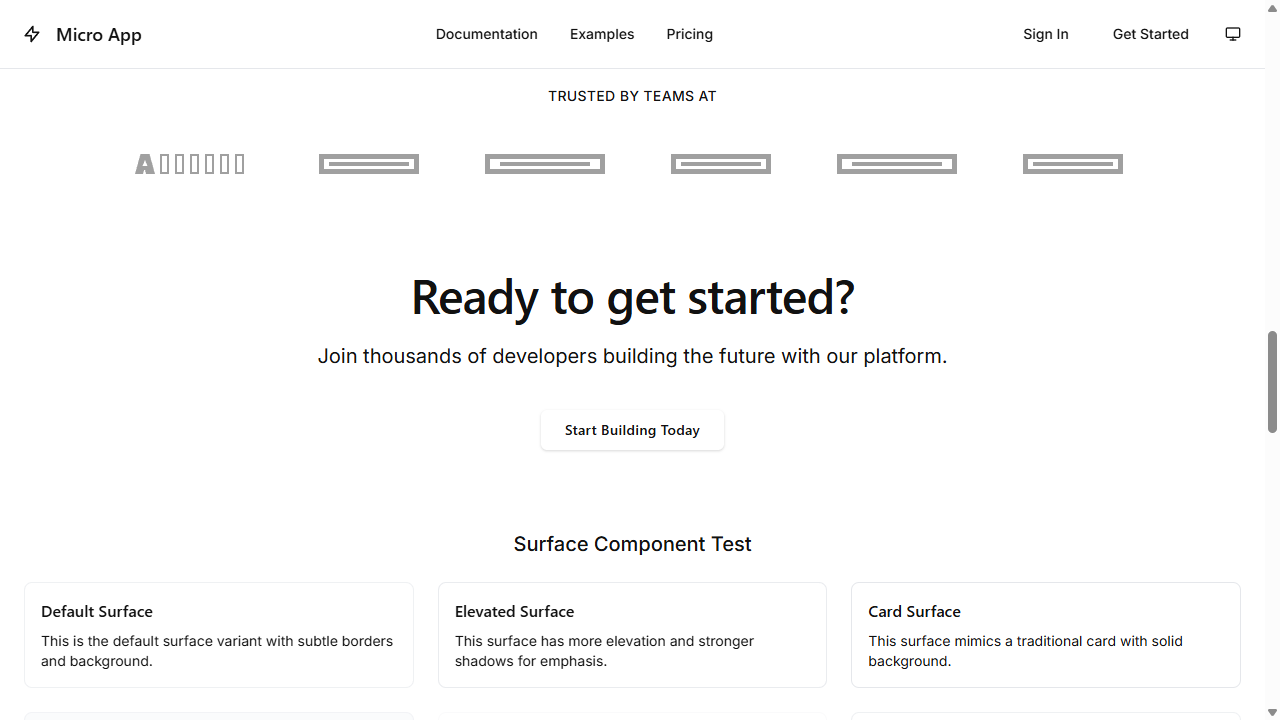 Micro App
Documentation
Examples
Pricing
Sign In
Get Started
TRUSTED BY TEAMS AT
Ready to get started?
Join thousands of developers building the future with our platform.
Start Building Today
Surface Component Test
Default Surface
This is the default surface variant with subtle borders
and background.
Elevated Surface
This surface has more elevation and stronger
shadows for emphasis.
Card Surface
This surface mimics a traditional card with solid
background.